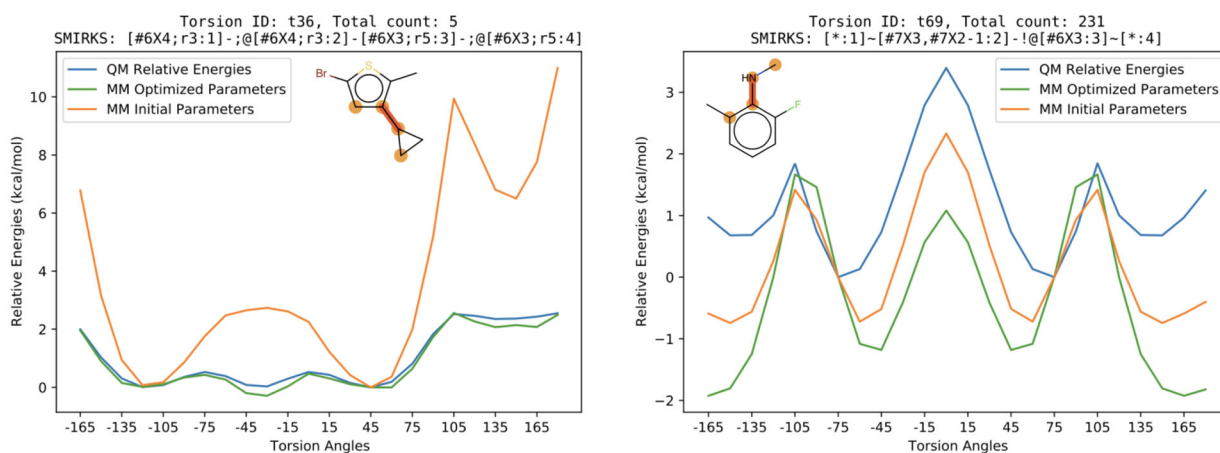 Torsion ID: t36, Total count: 5
SMIRKS: [#6X4;r3:1]-;@[#6X4;r3:2]-[#6X3;r5:3]-;@[#6X3;r5:4]
QM Relative Energies
MM Optimized Parameters
MM Initial Parameters
Br
S
Relative Energies (kcal/mol)
10
8
6
4
2
0
-165 -135 -105 -75 -45 -15 15 45 75 105 135 165
Torsion Angles
Torsion ID: t69, Total count: 231
SMIRKS: [*:1]~[#7X3,#7X2-1:2]-!@[#6X3:3]~[*:4]
QM Relative Energies
MM Optimized Parameters
MM Initial Parameters
HN
F
Relative Energies (kcal/mol)
3
2
1
0
−1
−2
-165 -135 -105 -75 -45 -15 15 45 75 105 135 165
Torsion Angles